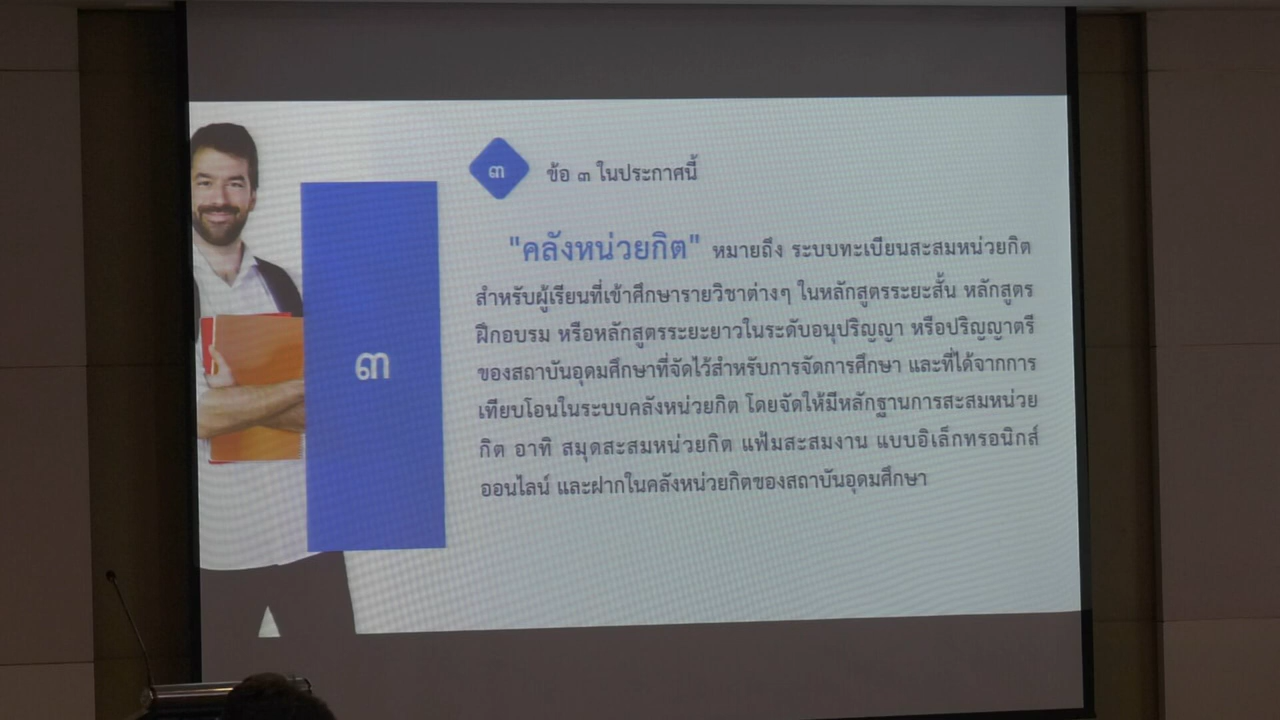 ๓
ข้อ ๓ ในประกาศนี้
๓
"คลังหน่วยกิต" หมายถึง ระบบทะเบียนสะสมหน่วยกิต
สำหรับผู้เรียนที่เข้าศึกษารายวิชาต่างๆ ในหลักสูตรระยะสั้น หลักสูตร
ฝึกอบรม หรือหลักสูตรระยะยาวในระดับอนุปริญญา หรือปริญญาตรี
ของสถาบันอุดมศึกษาที่จัดไว้สำหรับการจัดการศึกษา และที่ได้จากการ
เทียบโอนในระบบคลังหน่วยกิต โดยจัดให้มีหลักฐานการสะสมหน่วย
กิต อาทิ สมุดสะสมหน่วยกิต แฟ้มสะสมงาน แบบอิเล็กทรอนิกส์
ออนไลน์ และฝากในคลังหน่วยกิตของสถาบันอุดมศึกษา